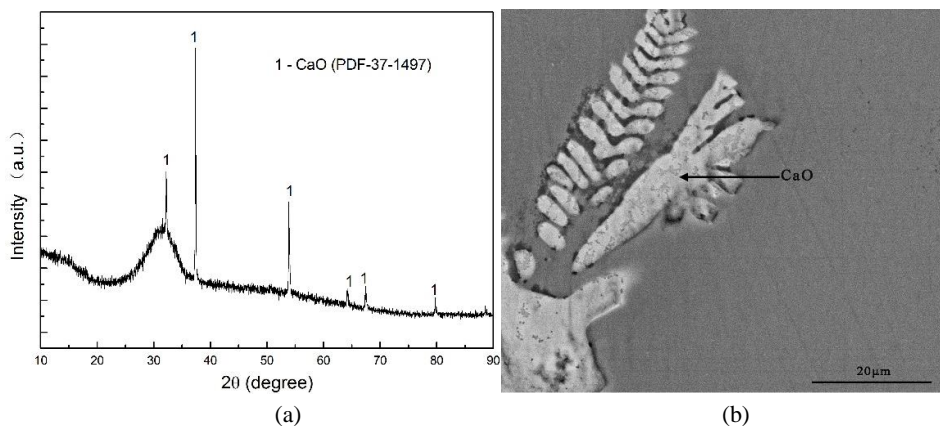 Intensity (a.u.)
1
1
1
1
1
1
1 - CaO (PDF-37-1497)
10 20 30 40 50 60 70 80 90
2θ (degree)
(a)
CaO
20μm
(b)